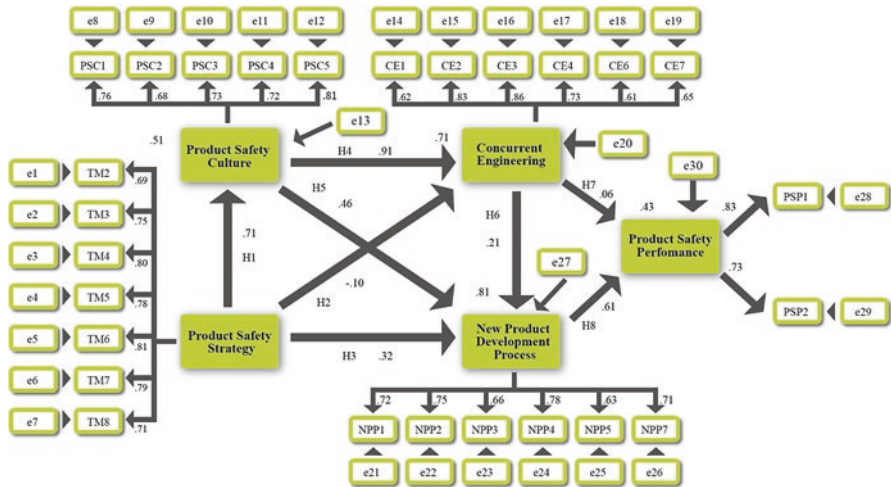 e8 e9 e10 e11 e12 e14 e15 e16 e17 e18 e19
PSC1 PSC2 PSC3 PSC4 PSC5 CE1 CE2 CE3 CE4 CE6 CE7
.76 .68 .73 .72 .81 .62 .83 .86 .73 .61 .65
e13
.51 .71
Product Safety
Culture
H4 .91
Concurrent
Engineering
e20
e30
e1 TM2
.69
e2 TM3
.75
e3 TM4
.80
e4 TM5
.78
e5 TM6
.81
e6 TM7
.79
e7 TM8
.71
H5 .46
H7 .06
H6
.21
.43 .83
PSP1 e28
Product Safety
Perfomance
.71
H1
.73
e27
-.10
H2
.81
.61
H8
PSP2 e29
Product Safety
Strategy
H3 .32
New Product
Development
Process
.72 .75 .66 .78 .63 .71
NPP1 NPP2 NPP3 NPP4 NPP5 NPP7
e21 e22 e23 e24 e25 e26